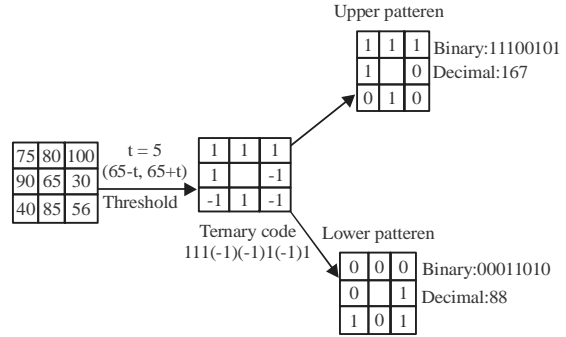 Upper patteren
1 1 1
1 0
0 1 0
Binary:11100101
Decimal:167
75 80 100
90 65 30
40 85 56
t = 5
(65-t, 65+t)
Threshold
1 1 1
1 -1
-1 1 -1
Ternary code
111(-1)(-1)1(-1)1
Lower patteren
0 0 0
0 1
1 0 1
Binary:00011010
Decimal:88